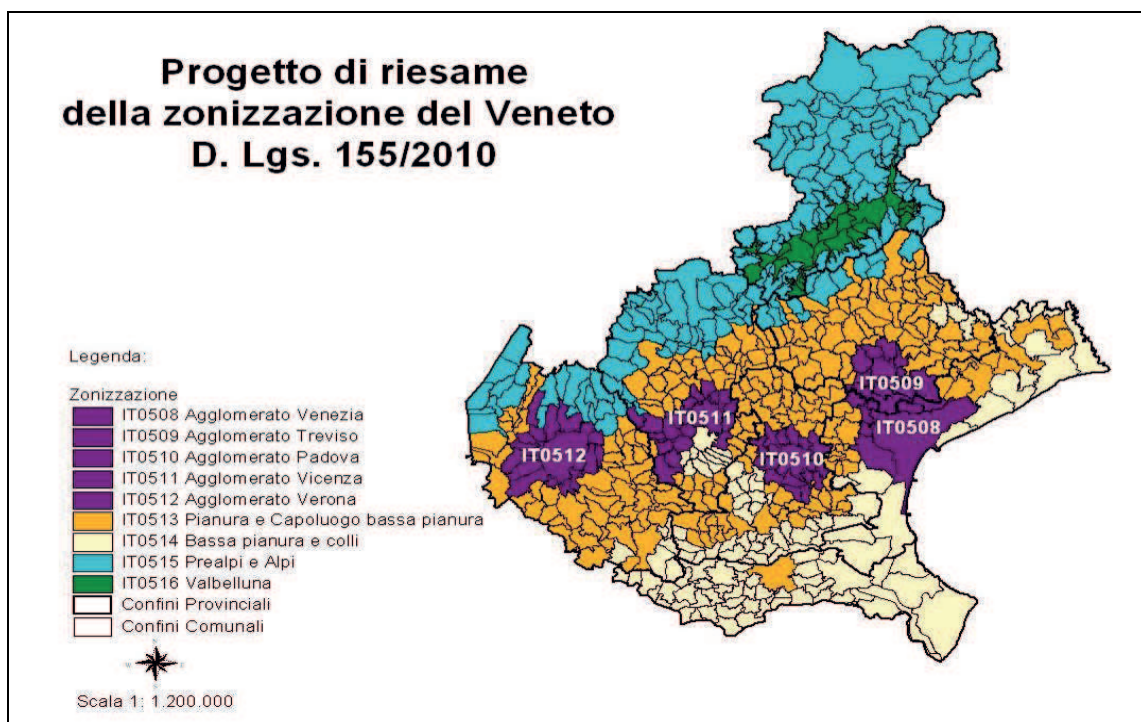 Progetto di riesame
della zonizzazione del Veneto
D. Lgs. 155/2010
IT0509
IT0511
IT0508
IT0512
IT0510
Legenda:
Zonizzazione
IT0508 Agglomerato Venezia
IT0509 Agglomerato Treviso
IT0510 Agglomerato Padova
IT0511 Agglomerato Vicenza
IT0512 Agglomerato Verona
IT0513 Pianura e Capoluogo bassa pianura
IT0514 Bassa pianura e colli
IT0515 Prealpi e Alpi
IT0516 Valbelluna
Confini Provinciali
Confini Comunali
Scala 1: 1.200.000